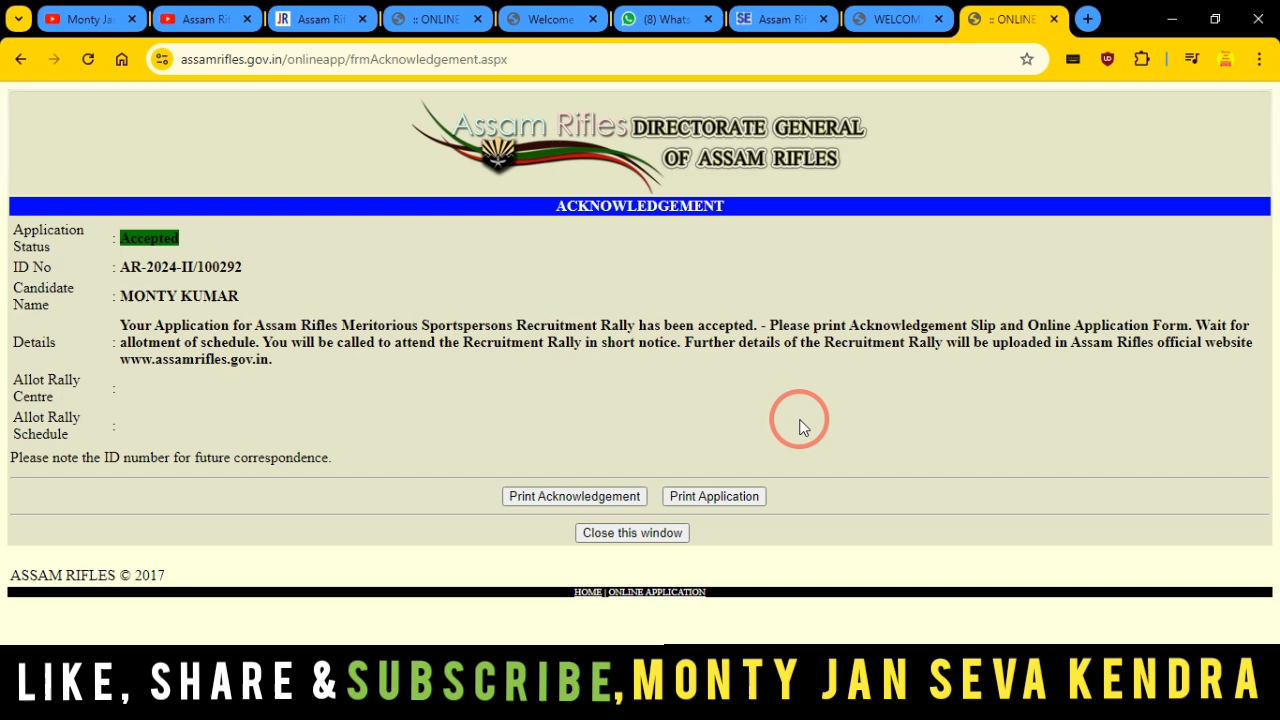 Monty Ja
Assam Rif
JR Assam Rif
:: ONLINE
Welcome
(8) Whats
SE Assam Rif
WELCOM
:: ONLINE
assamrifles.gov.in/onlineapp/frmAcknowledgement.aspx
Assam Rifles DIRECTORATE GENERAL
OF ASSAM RIFLES
ACKNOWLEDGEMENT
Application
Status : Accepted
ID No : AR-2024-II/100292
Candidate
Name : MONTY KUMAR
Your Application for Assam Rifles Meritorious Sportspersons Recruitment Rally has been accepted. - Please print Acknowledgement Slip and Online Application Form. Wait for
Details : allotment of schedule. You will be called to attend the Recruitment Rally in short notice. Further details of the Recruitment Rally will be uploaded in Assam Rifles official website
www.assamrifles.gov.in.
Allot Rally
Centre :
Allot Rally
Schedule :
Please note the ID number for future correspondence.
Print Acknowledgement Print Application
Close this window
ASSAM RIFLES © 2017
HOME | ONLINE APPLICATION
LIKE, SHARE & SUBSCRIBE, MONTY JAN SEVA KENDRA